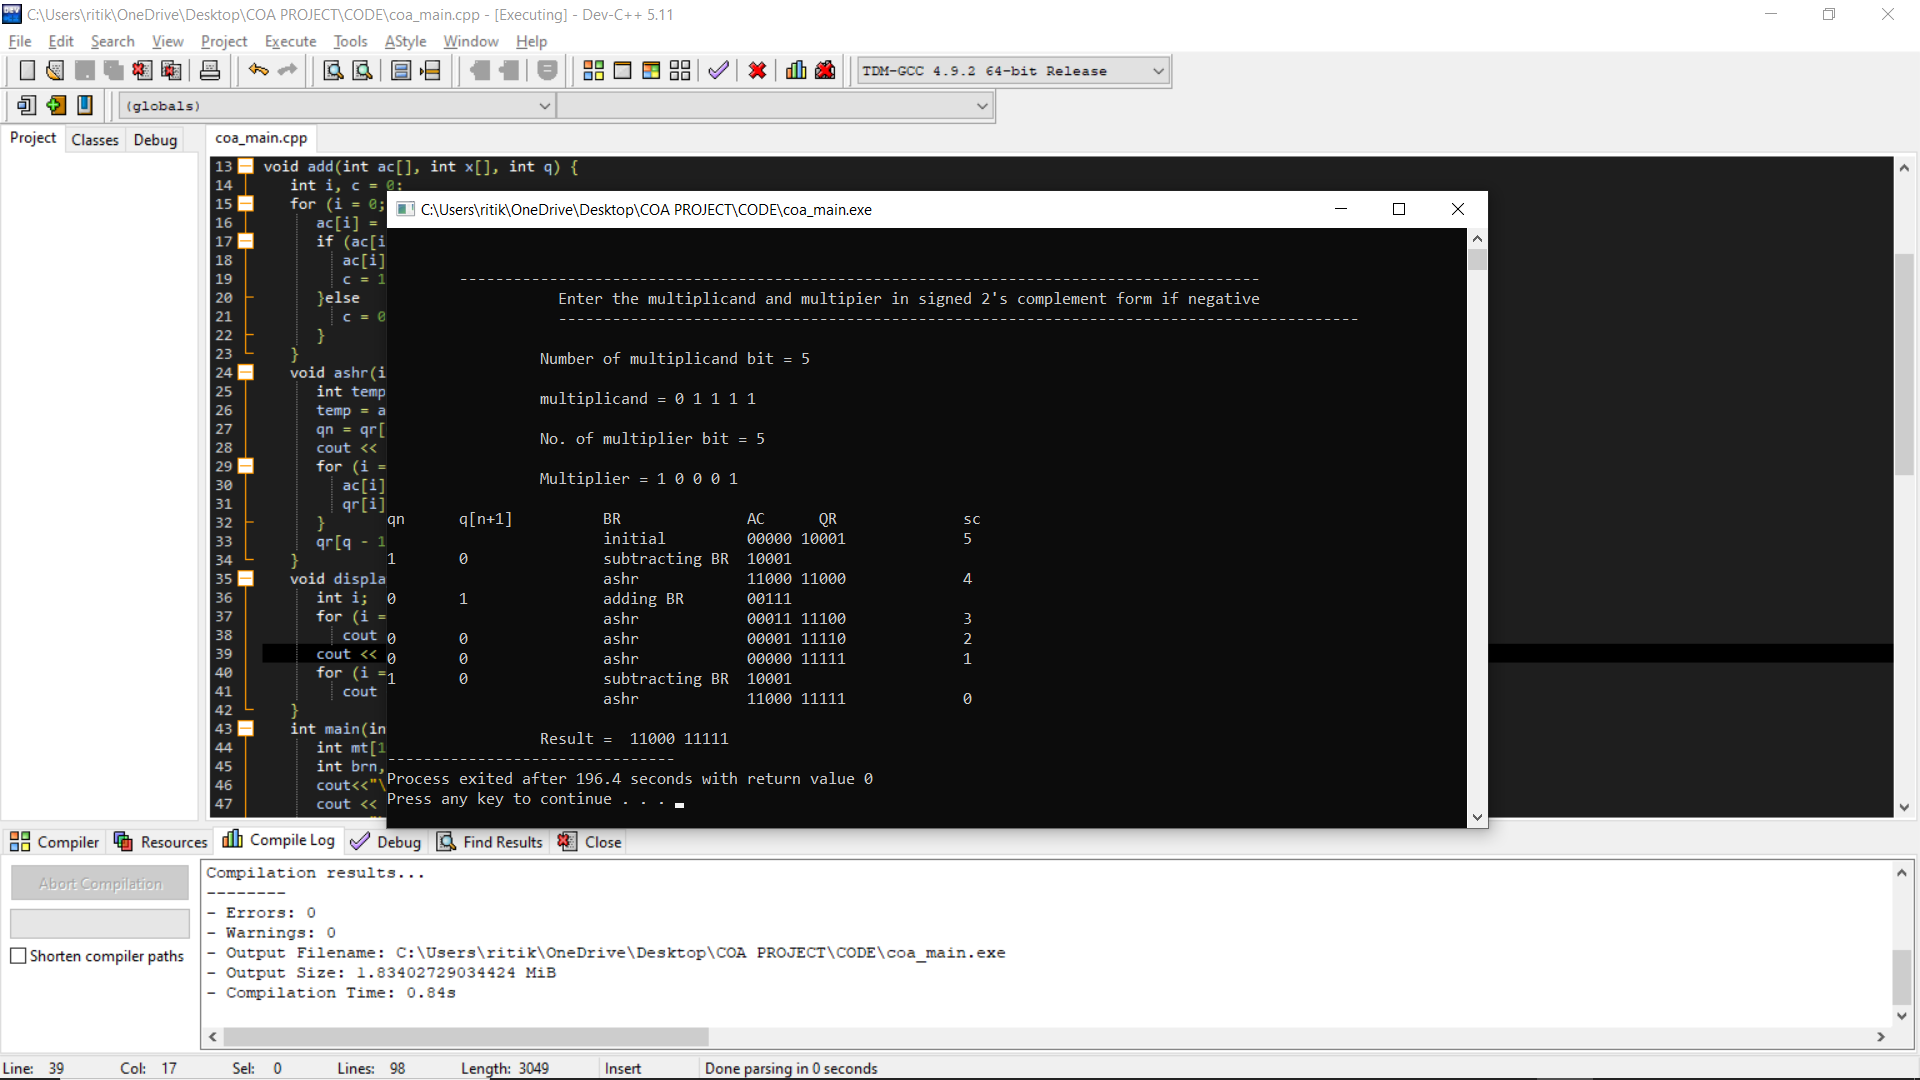 C:\Users\ritik\OneDrive\Desktop\COA PROJECT\CODE\coa_main.cpp - [Executing] - Dev-C++ 5.11
File Edit Search View Project Execute Tools AStyle Window Help
TDM-GCC 4.9.2 64-bit Release
(globals)
Project Classes Debug
coa_main.cpp
13 void add(int ac[], int x[], int q) {
14 int i, c = 0;
15 for (i = 0;
16 ac[i] =
17 if (ac[i
18 ac[i]
19 c = 1
20 }else
21 c = 0
22 }
23 }
24 void ashr(i
25 int temp
26 temp = a
27 qn = qr[
28 cout <<
29 for (i =
30 ac[i]
31 qr[i]
32 }
33 qr[q - 1
34 }
35 void displa
36 int i;
37 for (i =
38 cout
39 cout <<
40 for (i =
41 cout
42 }
43 int main(in
44 int mt[1
45 int brn,
46 cout<<"\
47 cout <<
C:\Users\ritik\OneDrive\Desktop\COA PROJECT\CODE\coa_main.exe
-----------------------------------------------------------------------------------------
Enter the multiplicand and multipier in signed 2's complement form if negative
-----------------------------------------------------------------------------------------
Number of multiplicand bit = 5
multiplicand = 0 1 1 1 1
No. of multiplier bit = 5
Multiplier = 1 0 0 0 1
qn q[n+1] BR AC QR sc
initial 00000 10001 5
1 0 subtracting BR 10001
ashr 11000 11000 4
0 1 adding BR 00111
ashr 00011 11100 3
0 0 ashr 00001 11110 2
0 0 ashr 00000 11111 1
1 0 subtracting BR 10001
ashr 11000 11111 0
Result = 11000 11111
--------------------------------
Process exited after 196.4 seconds with return value 0
Press any key to continue . . .
Compiler Resources Compile Log Debug Find Results Close
Abort Compilation
Shorten compiler paths
Compilation results...
--------
- Errors: 0
- Warnings: 0
- Output Filename: C:\Users\ritik\OneDrive\Desktop\COA PROJECT\CODE\coa_main.exe
- Output Size: 1.83402729034424 MiB
- Compilation Time: 0.84s
Line: 39 Col: 17 Sel: 0 Lines: 98 Length: 3049 Insert Done parsing in 0 seconds